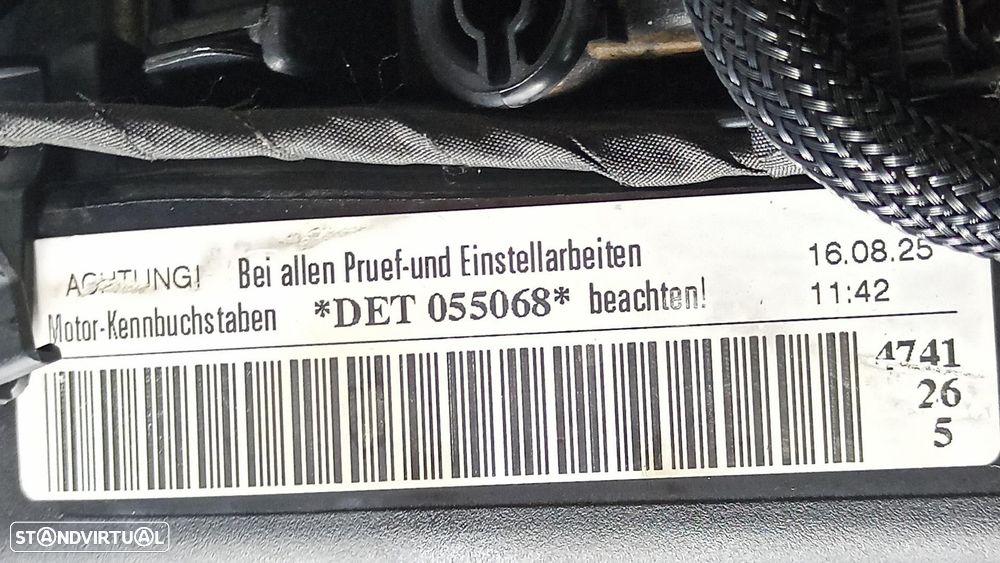 ACHTUNG! Bei allen Pruef-und Einstellarbeiten 16.08.25
Motor-Kennbuchstaben *DET 055068* beachten! 11:42
4741
26
5
STANDVIRTUAL